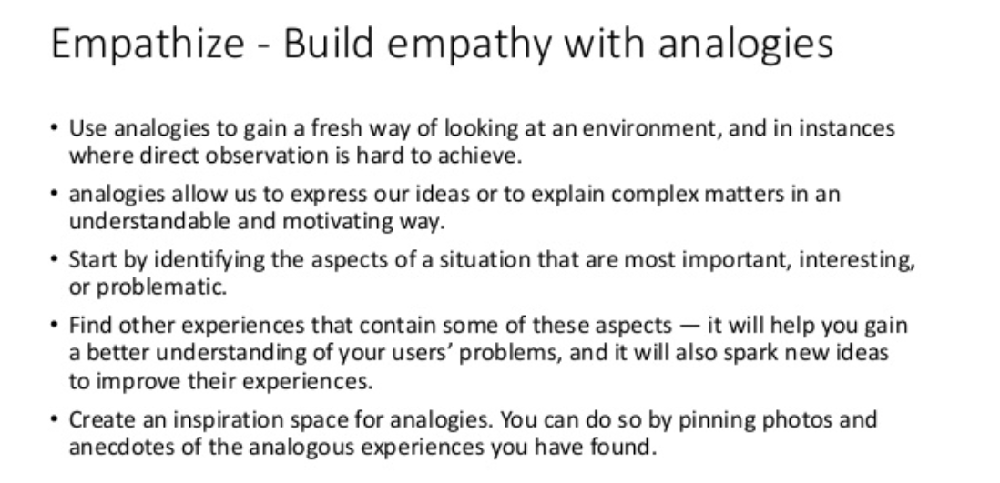 Empathize - Build empathy with analogies
• Use analogies to gain a fresh way of looking at an environment, and in instances
where direct observation is hard to achieve.
• analogies allow us to express our ideas or to explain complex matters in an
understandable and motivating way.
• Start by identifying the aspects of a situation that are most important, interesting,
or problematic.
• Find other experiences that contain some of these aspects — it will help you gain
a better understanding of your users’ problems, and it will also spark new ideas
to improve their experiences.
• Create an inspiration space for analogies. You can do so by pinning photos and
anecdotes of the analogous experiences you have found.